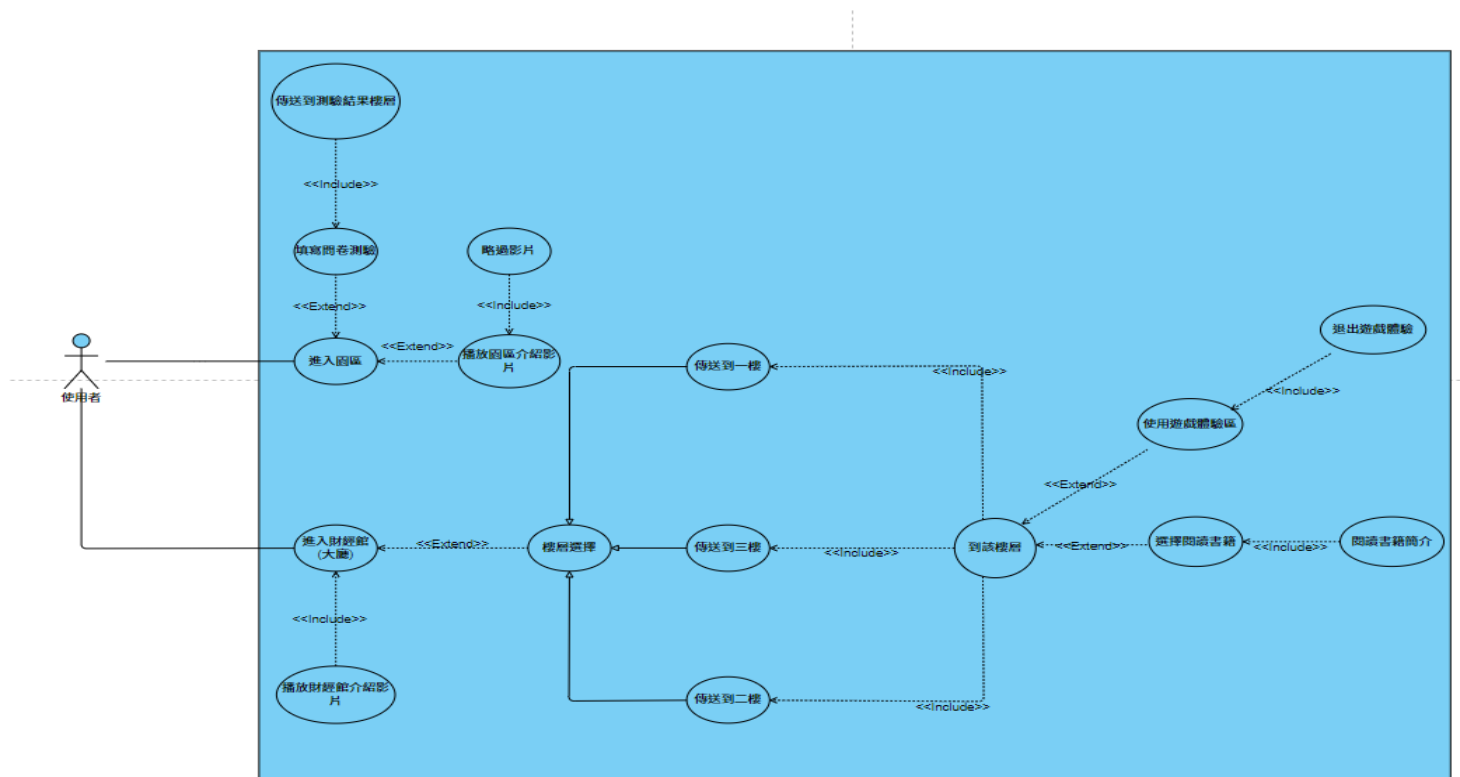 傳送到測驗結果樓層
<<Include>>
填寫問卷測驗
略過影片
<<Extend>>
<<Include>>
退出遊戲體驗
進入園區
<<Extend>>
播放園區介紹影
片
傳送到一樓
<<Include>>
<<Include>>
使用者
使用遊戲體驗區
<<Extend>>
進入財經館
(大廳)
<<Extend>>
樓層選擇
傳送到三樓
<<Include>>
到該樓層
<<Extend>>
選擇閱讀書籍
<<Include>>
閱讀書籍簡介
<<Include>>
播放財經館介紹影
片
傳送到二樓
<<Include>>